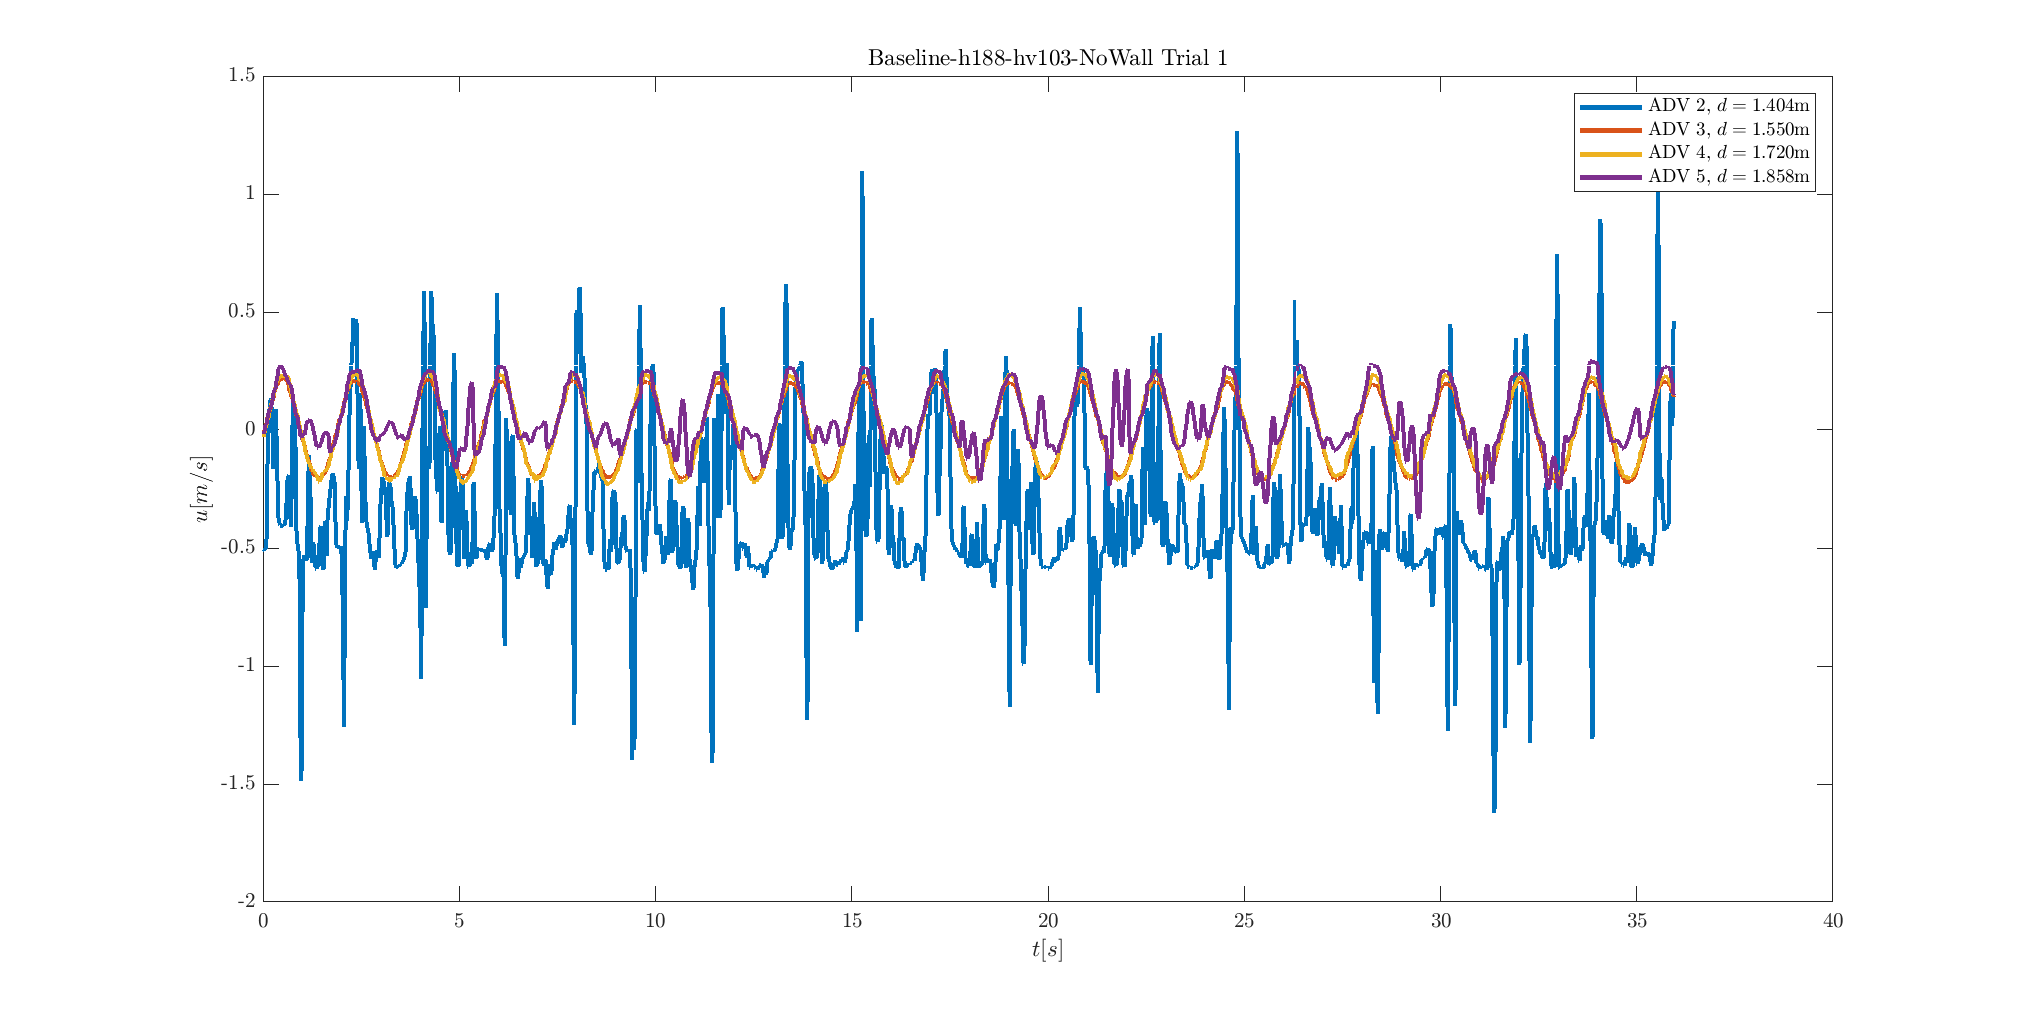 Baseline-h188-hv103-NoWall Trial 1
1.5
1
0.5
0
-0.5
-1
-1.5
-2
u[m/s]
ADV 2, d = 1.404m
ADV 3, d = 1.550m
ADV 4, d = 1.720m
ADV 5, d = 1.858m
0 5 10 15 20 25 30 35 40
t[s]